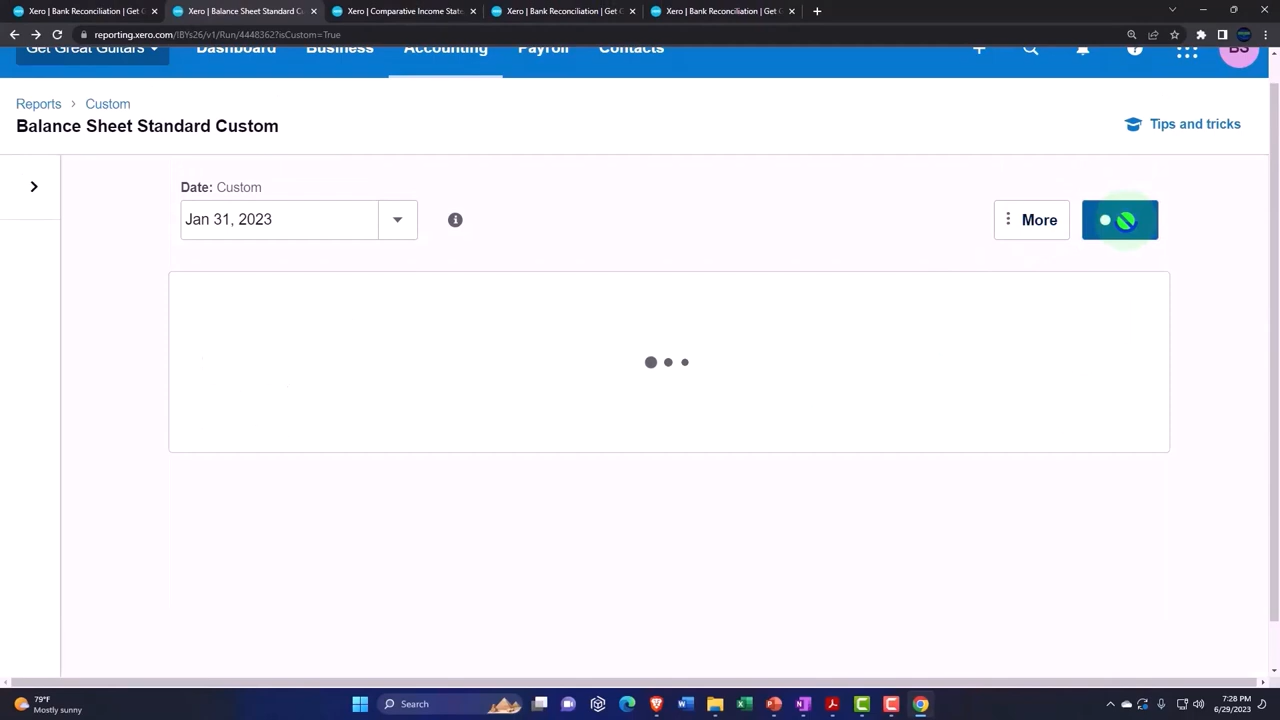 Xero | Bank Reconciliation | Get G
Xero | Balance Sheet Standard Cust
Xero | Comparative Income State
Xero | Bank Reconciliation | Get G
Xero | Bank Reconciliation | Get G
reporting.xero.com/!BYs26/v1/Run/4448362?isCustom=True
Get Great Guitars
Dashboard
Business
Accounting
Payroll
Contacts
BS
Reports
Custom
Balance Sheet Standard Custom
Tips and tricks
Date: Custom
Jan 31, 2023
More
79°F
Mostly sunny
Search
7:28 PM
6/29/2023